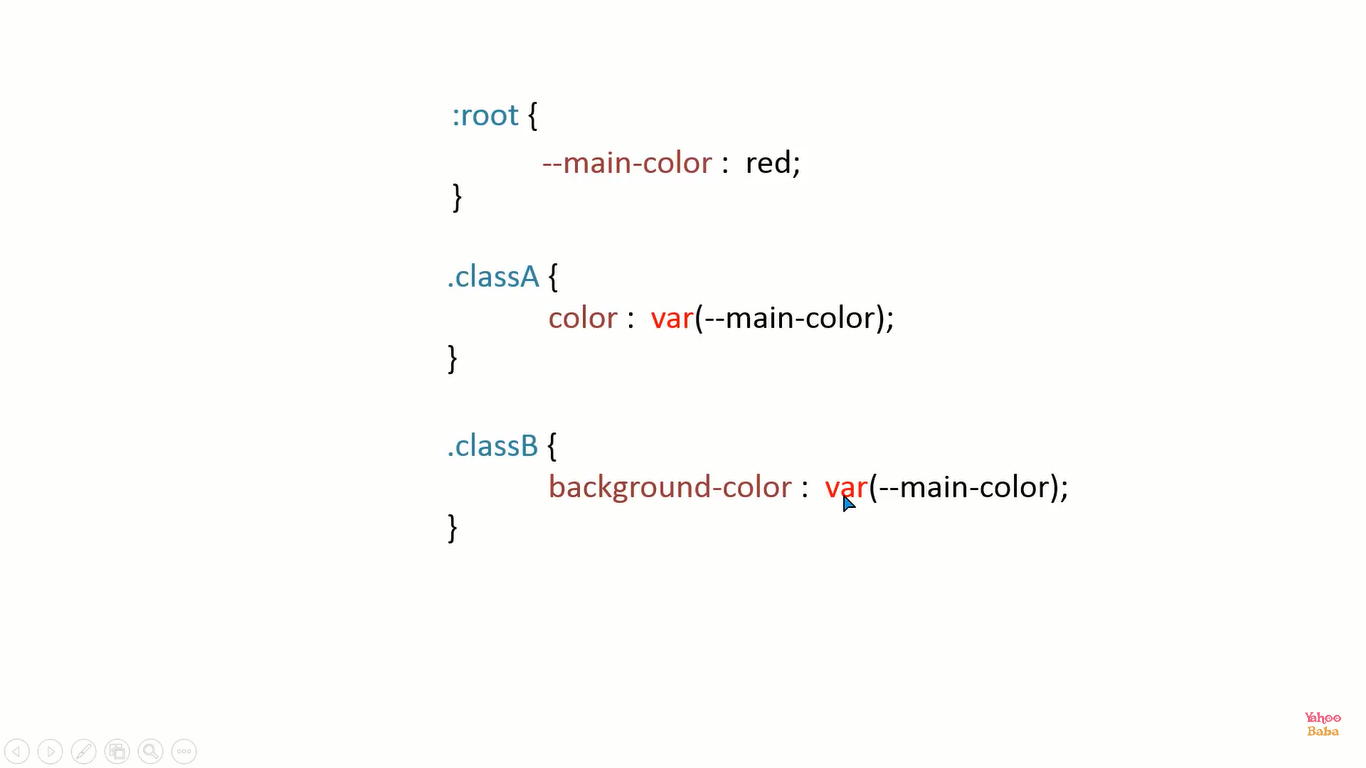 :root {
--main-color : red;
}
.classA {
color : var(--main-color);
}
.classB {
background-color : var(--main-color);
}
Yahoo
Baba